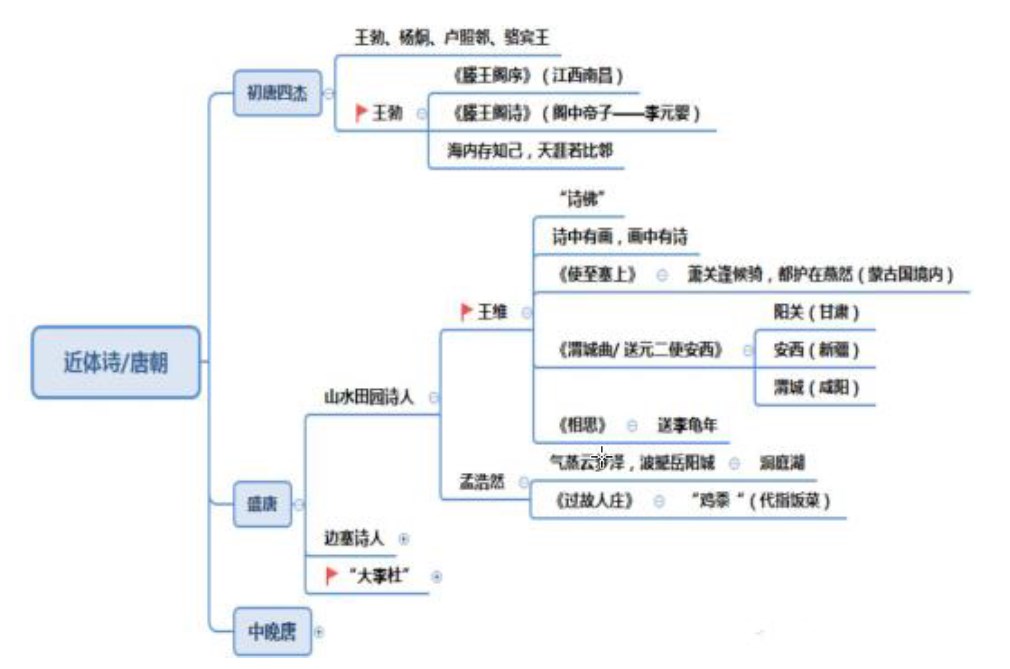 近体诗/唐朝
初唐四杰
王勃、杨炯、卢照邻、骆宾王
王勃
《滕王阁序》（江西南昌）
《滕王阁诗》（阁中帝子——李元婴）
海内存知己，天涯若比邻
盛唐
山水田园诗人
王维
“诗佛”
诗中有画，画中有诗
《使至塞上》
萧关逢候骑，都护在燕然（蒙古国境内）
《渭城曲/ 送元二使安西》
阳关（甘肃）
安西（新疆）
渭城（咸阳）
《相思》
送李龟年
孟浩然
气蒸云梦泽，波撼岳阳城
洞庭湖
《过故人庄》
“鸡黍 “（代指饭菜）
边塞诗人
“大李杜”
中晚唐